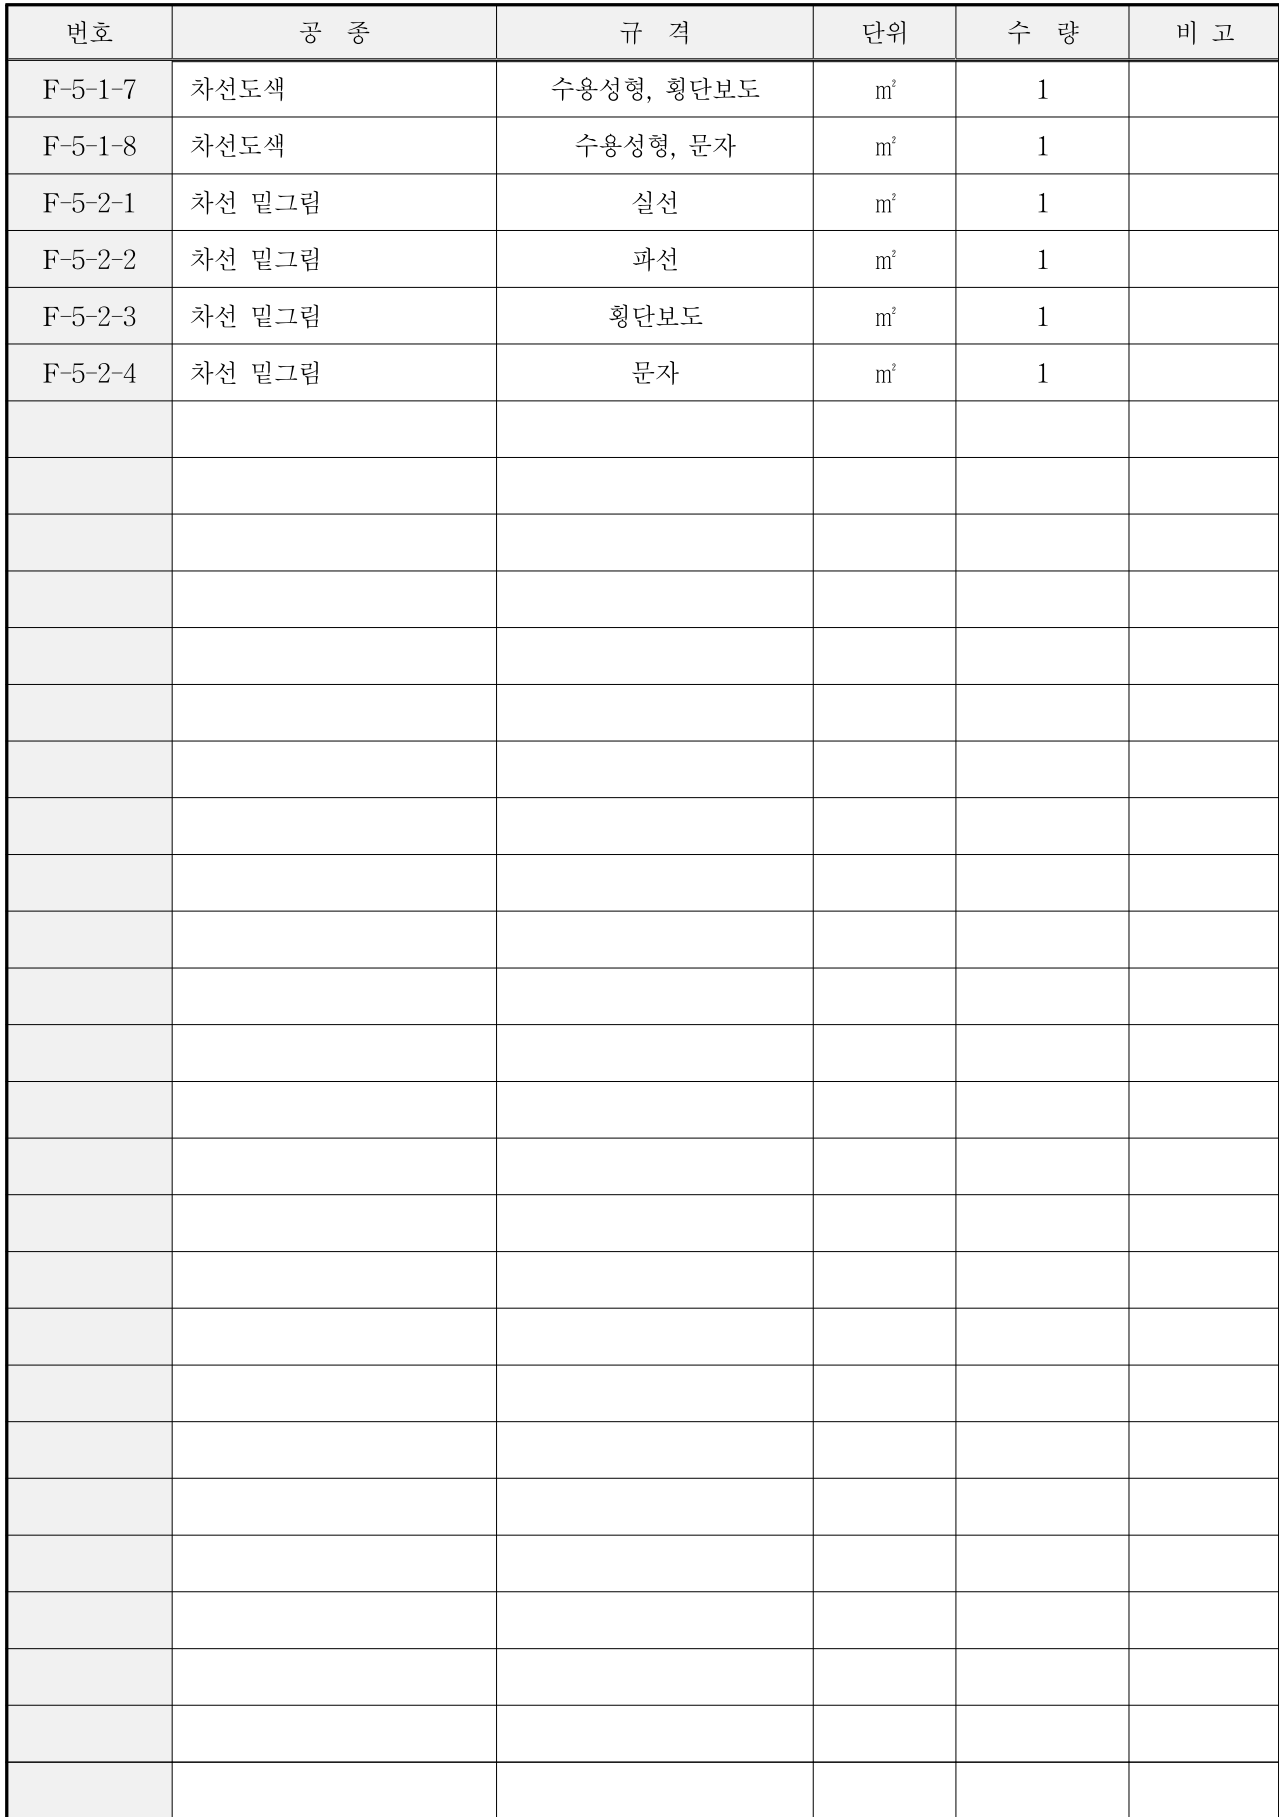 번호 공 종 규 격 단위 수 량 비 고
F-5-1-7 차선도색 수용성형, 횡단보도 ㎡ 1
F-5-1-8 차선도색 수용성형, 문자 ㎡ 1
F-5-2-1 차선 밑그림 실선 ㎡ 1
F-5-2-2 차선 밑그림 파선 ㎡ 1
F-5-2-3 차선 밑그림 횡단보도 ㎡ 1
F-5-2-4 차선 밑그림 문자 ㎡ 1